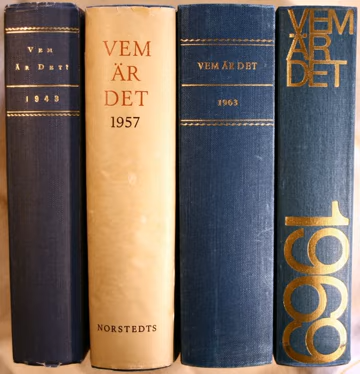 VEM
ÄR DET?
1943
VEM
ÄR
DET
1957
NORSTEDTS
VEM ÄR DET
1963
VEM
ÄR
DET
1969